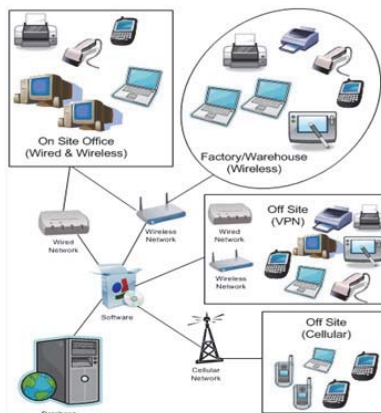 On Site Office
(Wired & Wireless)
Factory/Warehouse
(Wireless)
Wired
Network
Wireless
Network
Off Site
(VPN)
Wired
Network
Wireless
Network
Software
Off Site
(Cellular)
Cellular
Network